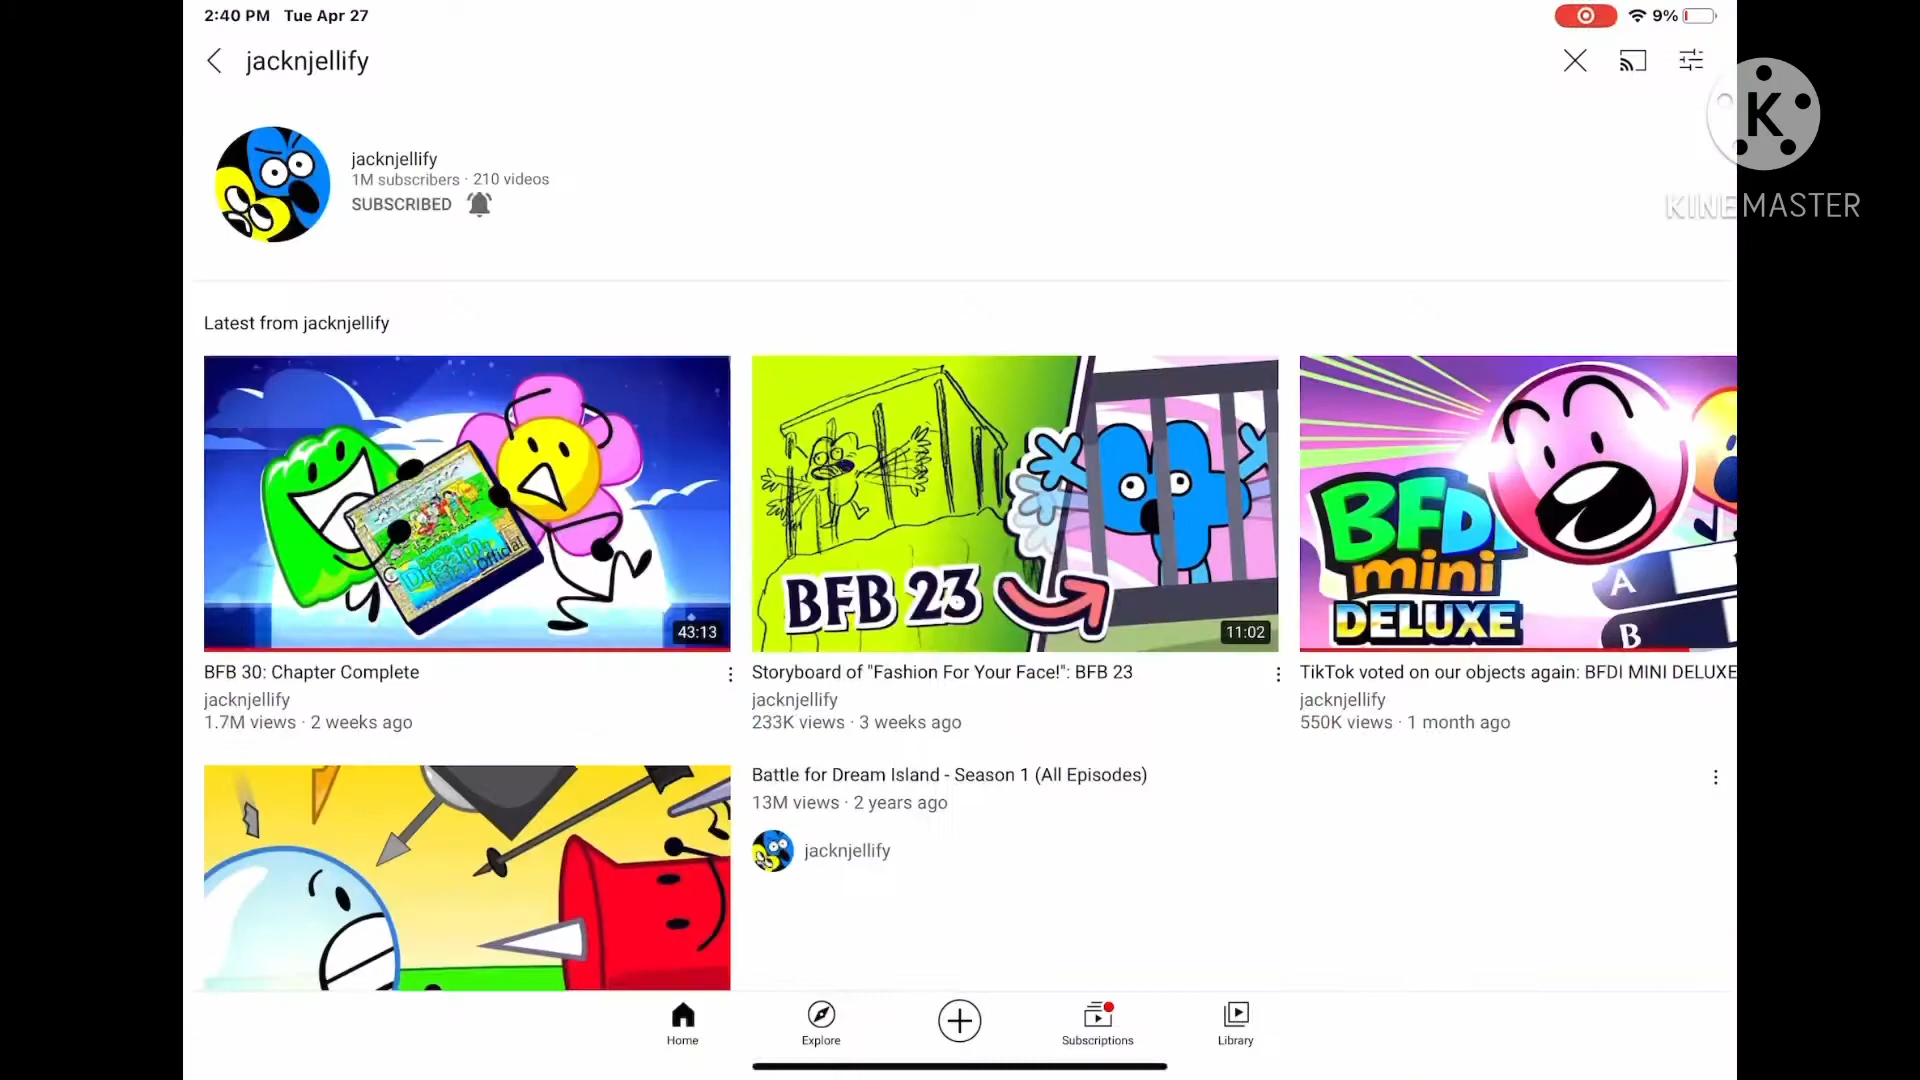 2:40 PM Tue Apr 27
9%
jacknjellify
K
KINEMASTER
jacknjellify
1M subscribers · 210 videos
SUBSCRIBED
Latest from jacknjellify
Dream
Island
Official
43:13
BFB 23
11:02
BFDI
mini
DELUXE
A
B
BFB 30: Chapter Complete
jacknjellify
1.7M views · 2 weeks ago
Storyboard of "Fashion For Your Face!": BFB 23
jacknjellify
233K views · 3 weeks ago
TikTok voted on our objects again: BFDI MINI DELUXE
jacknjellify
550K views · 1 month ago
Battle for Dream Island - Season 1 (All Episodes)
13M views · 2 years ago
jacknjellify
Home
Explore
Subscriptions
Library